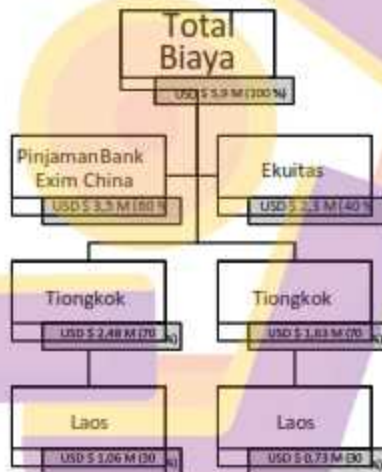 Total
Biaya
USD $ 5,9 M (100 %)
Pinjaman Bank
Exim China
USD $ 3,5 M (60 %
Ekuitas
USD $ 2,3 M (40 %
Tiongkok
USD $ 2,48 M (70
%)
Tiongkok
USD $ 1,63 M (70
%)
Laos
USD $ 1,06 M (30
%)
Laos
USD $ 0,73 M (30
%)